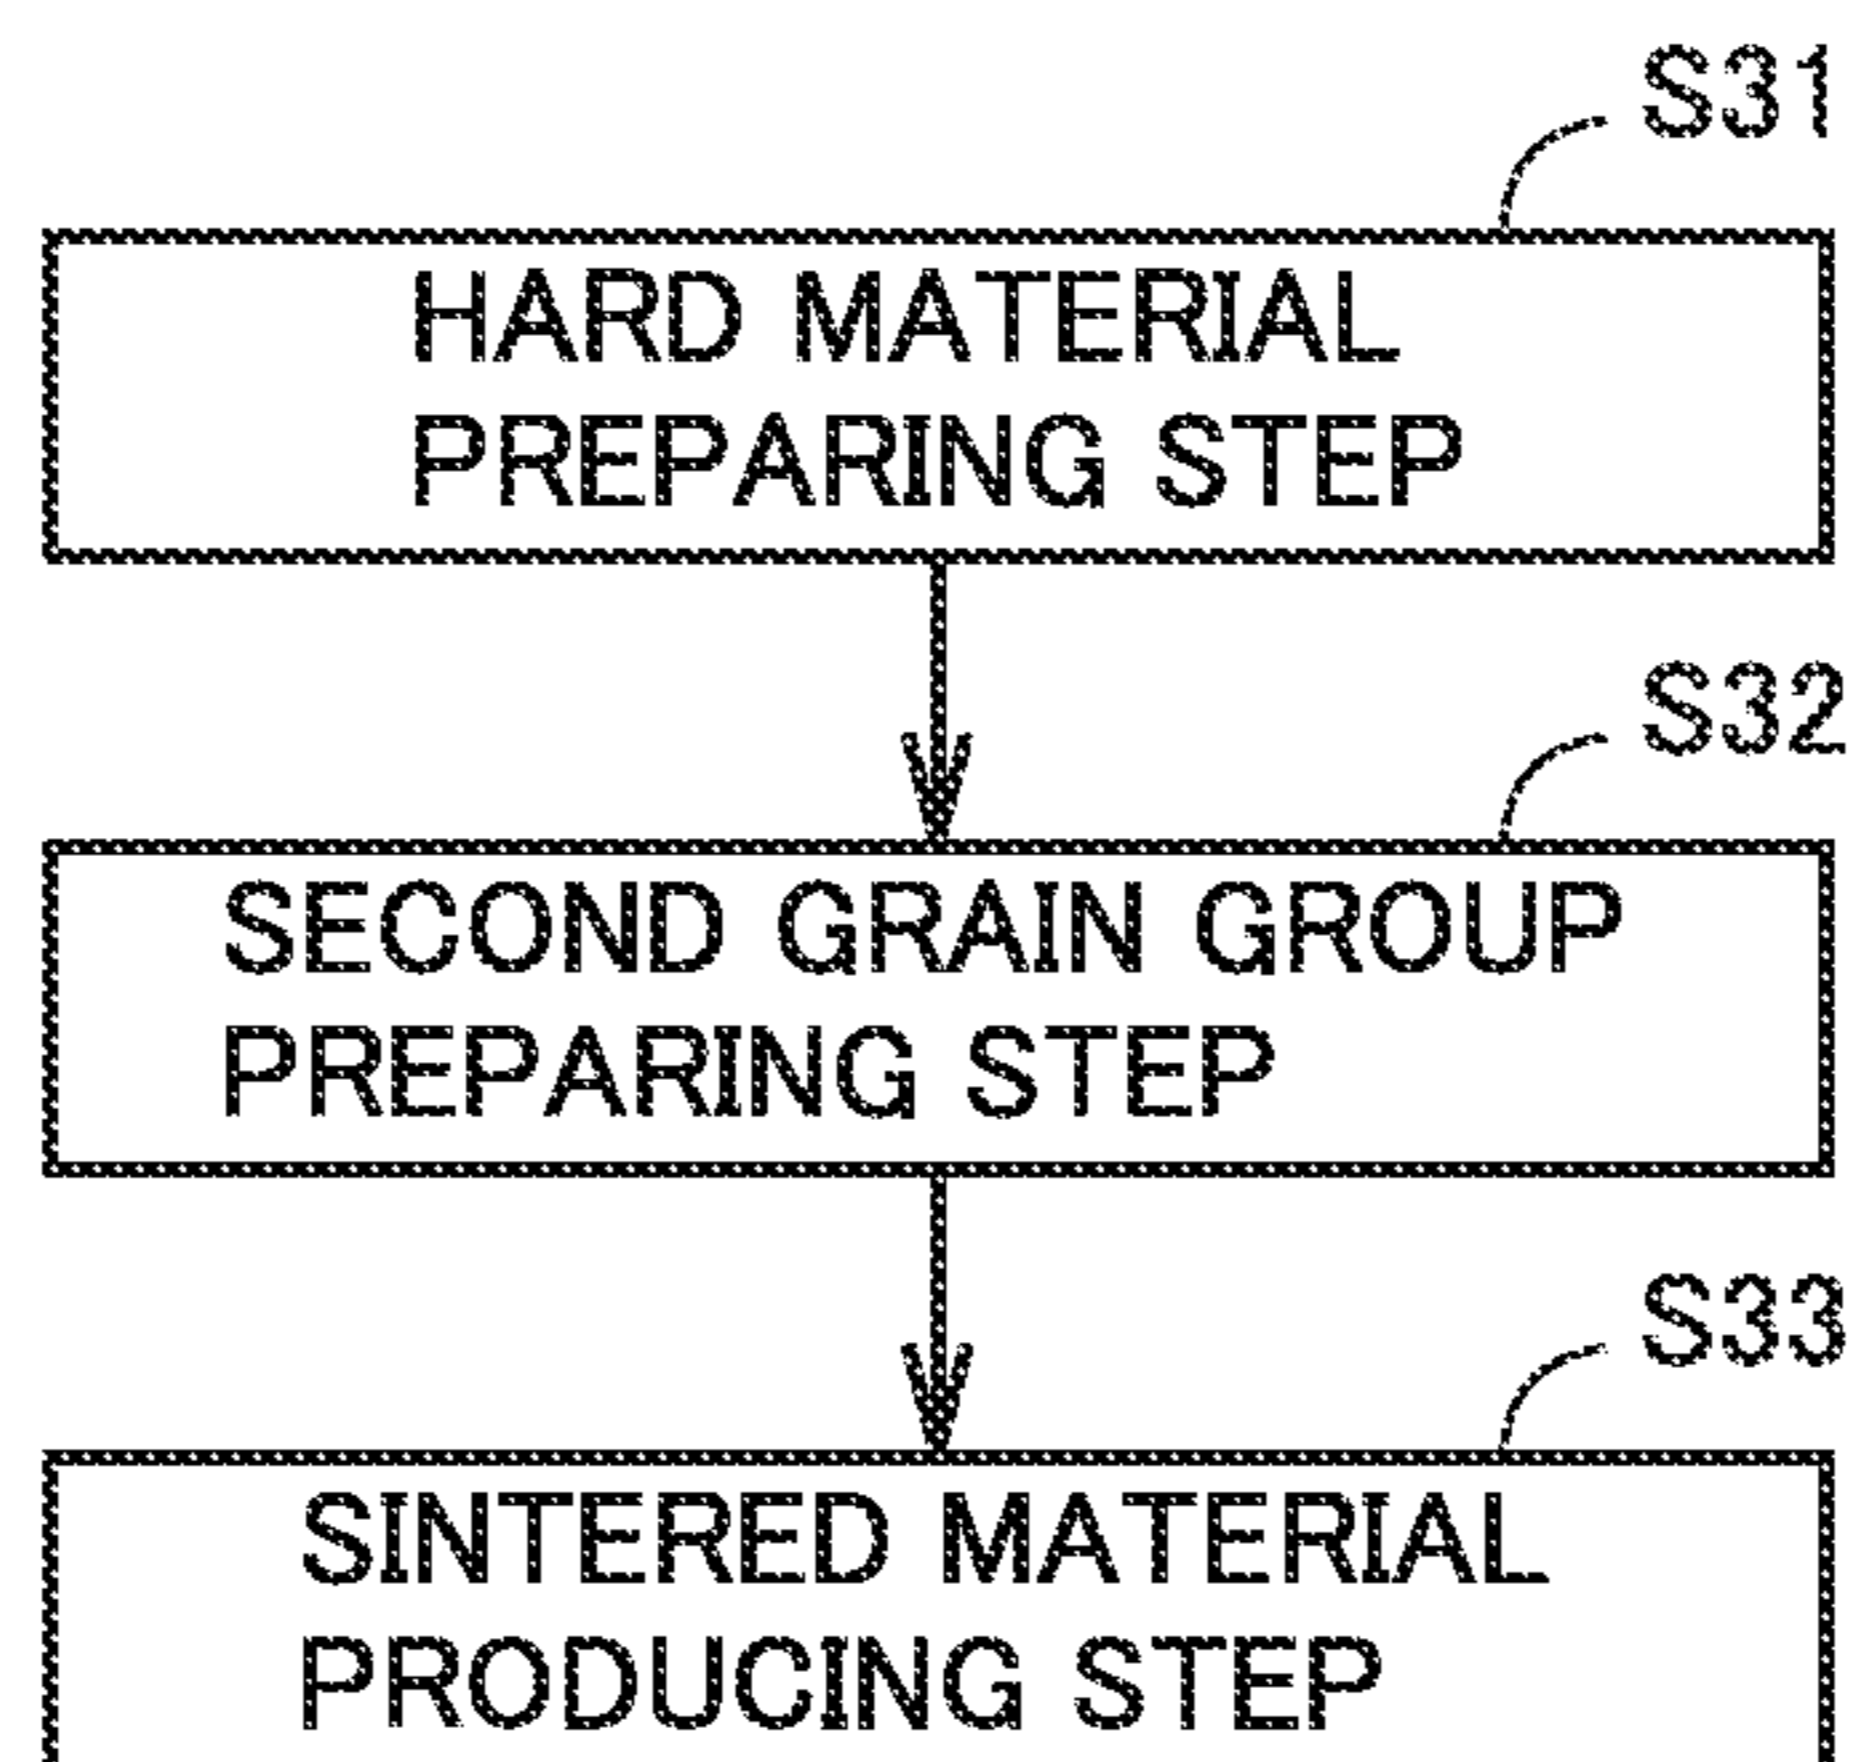 S31
HARD MATERIAL
PREPARING STEP
S32
SECOND GRAIN GROUP
PREPARING STEP
S33
SINTERED MATERIAL
PRODUCING STEP